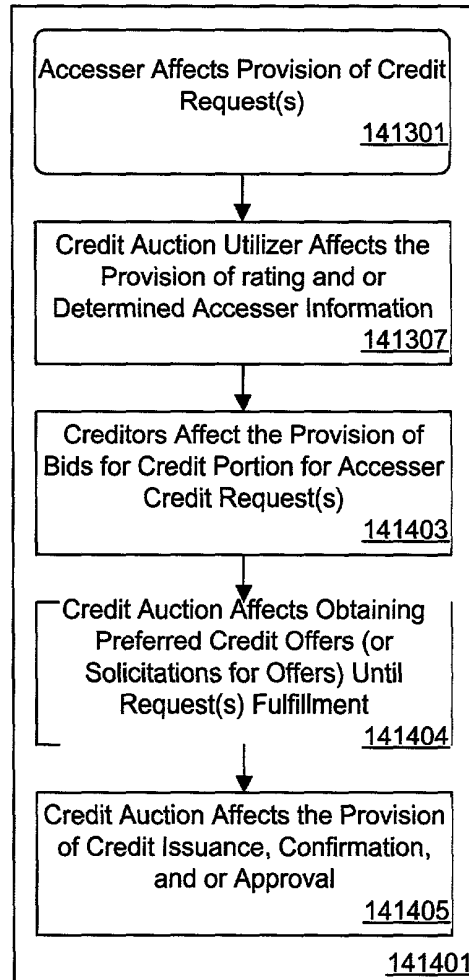 Accesser Affects Provision of Credit
Request(s)
141301
Credit Auction Utilizer Affects the
Provision of rating and or
Determined Accesser Information
141307
Creditors Affect the Provision of
Bids for Credit Portion for Accesser
Credit Request(s)
141403
Credit Auction Affects Obtaining
Preferred Credit Offers (or
Solicitations for Offers) Until
Request(s) Fulfillment
141404
Credit Auction Affects the Provision
of Credit Issuance, Confirmation,
and or Approval
141405
141401